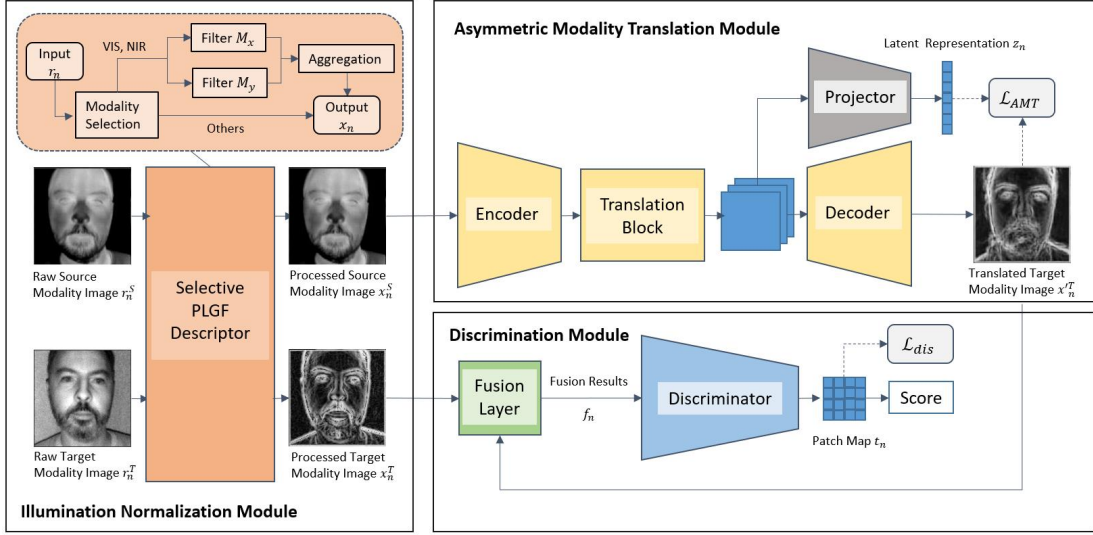 Input
r_n
VIS, NIR
Filter M_x
Filter M_y
Aggregation
Modality
Selection
Others
Output
x_n
Raw Source
Modality Image r_n^S
Selective
PLGF
Descriptor
Processed Source
Modality Image x_n^S
Raw Target
Modality Image r_n^T
Processed Target
Modality Image x_n^T
Illumination Normalization Module
Asymmetric Modality Translation Module
Latent Representation z_n
Projector
ℒ_AMT
Encoder
Translation
Block
Decoder
Translated Target
Modality Image x'_n^T
Discrimination Module
Fusion
Layer
Fusion Results
f_n
Discriminator
ℒ_dis
Score
Patch Map t_n